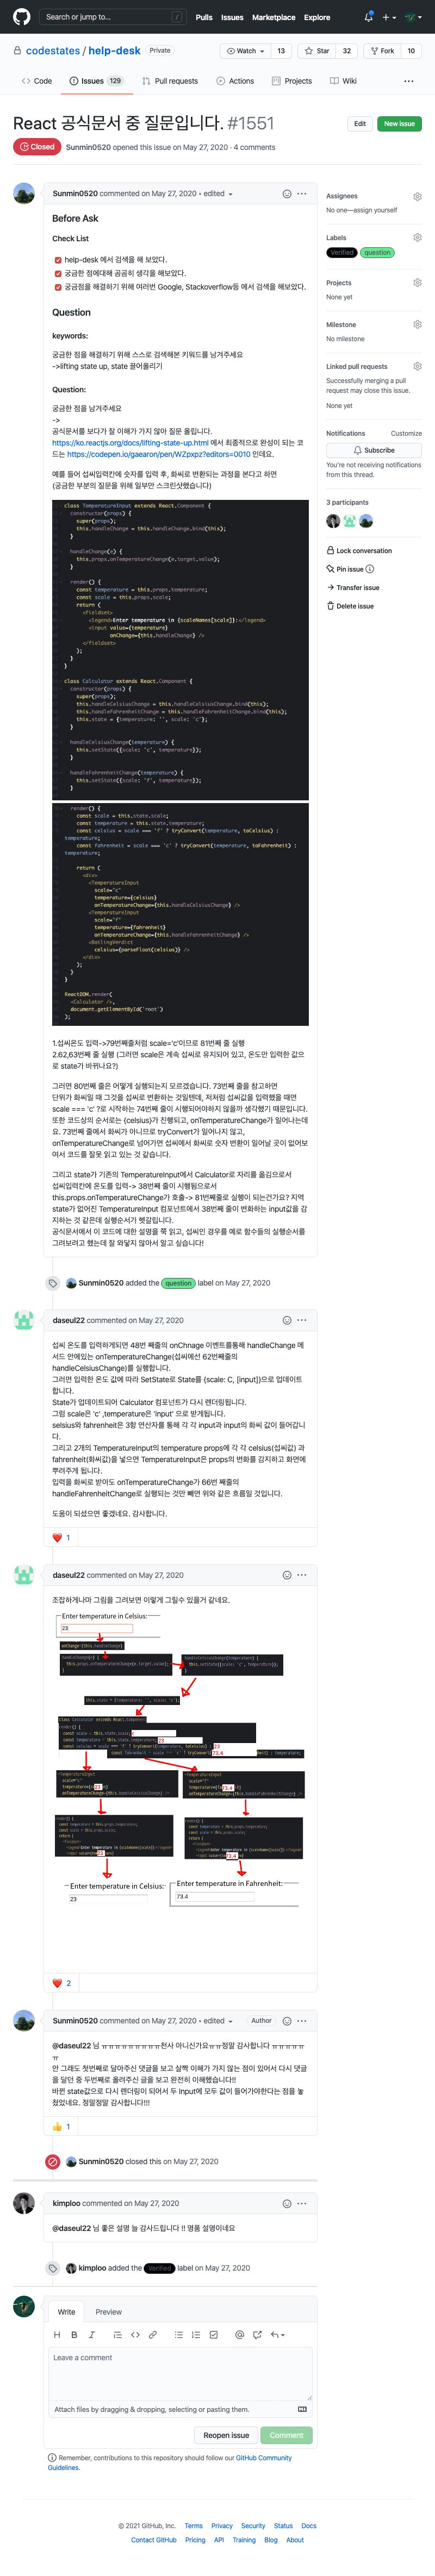 Search or jump to...
/
Pulls Issues Marketplace Explore
codestates / help-desk Private
Watch 13
Star 32
Fork 10
Code
Issues 129
Pull requests
Actions
Projects
Wiki
React 공식문서 중 질문입니다. #1551
Edit
New issue
Closed
Sunmin0520 opened this issue on May 27, 2020 · 4 comments
Sunmin0520 commented on May 27, 2020 • edited
Before Ask
Check List
help-desk 에서 검색을 해 보았다.
궁금한 점에대해 곰곰히 생각을 해보았다.
궁금점을 해결하기 위해 여러번 Google, Stackoverflow등 에서 검색을 해보았다.
Question
keywords:
궁금한 점을 해결하기 위해 스스로 검색해본 키워드를 남겨주세요
->lifting state up, state 끌어올리기
Question:
궁금한 점을 남겨주세요
->
공식문서를 보다가 잘 이해가 가지 않아 질문 올립니다.
https://ko.reactjs.org/docs/lifting-state-up.html 에서 최종적으로 완성이 되는 코
드는 https://codepen.io/gaearon/pen/WZpxpz?editors=0010 인데요.
예를 들어 섭씨입력칸에 숫자를 입력 후, 화씨로 변환되는 과정을 본다고 하면
(궁금한 부분의 질문을 위해 일부만 스크린샷했습니다)
class TemperatureInput extends React.Component {
constructor(props) {
super(props);
this.handleChange = this.handleChange.bind(this);
}
handleChange(e) {
this.props.onTemperatureChange(e.target.value);
}
render() {
const temperature = this.props.temperature;
const scale = this.props.scale;
return (
<fieldset>
<legend>Enter temperature in {scaleNames[scale]}:</legend>
<input value={temperature}
onChange={this.handleChange} />
</fieldset>
);
}
}
class Calculator extends React.Component {
constructor(props) {
super(props);
this.handleCelsiusChange = this.handleCelsiusChange.bind(this);
this.handleFahrenheitChange = this.handleFahrenheitChange.bind(this);
this.state = {temperature: '', scale: 'c'};
}
handleCelsiusChange(temperature) {
this.setState({scale: 'c', temperature});
}
handleFahrenheitChange(temperature) {
this.setState({scale: 'f', temperature});
}
render() {
const scale = this.state.scale;
const temperature = this.state.temperature;
const celsius = scale === 'f' ? tryConvert(temperature, toCelsius) :
temperature;
const fahrenheit = scale === 'c' ? tryConvert(temperature, toFahrenheit) :
temperature;
return (
<div>
<TemperatureInput
scale="c"
temperature={celsius}
onTemperatureChange={this.handleCelsiusChange} />
<TemperatureInput
scale="f"
temperature={fahrenheit}
onTemperatureChange={this.handleFahrenheitChange} />
<BoilingVerdict
celsius={parseFloat(celsius)} />
</div>
);
}
}
ReactDOM.render(
<Calculator />,
document.getElementById('root')
);
1.섭씨온도 입력->79번째줄처럼 scale='c'이므로 81번째 줄 실행
2.62,63번째 줄 실행 (그러면 scale은 계속 섭씨로 유지되어 있고, 온도만 입력한 값으
로 state가 바뀌나요?)
그러면 80번째 줄은 어떻게 실행되는지 모르겠습니다. 73번째 줄을 참고하면
단위가 화씨일 때 그것을 섭씨로 변환하는 것일텐데, 저처럼 섭씨값을 입력했을 때면
scale === 'c' ?로 시작하는 74번째 줄이 시행되어야하지 않을까 생각했기 때문입니다.
또한 코드상의 순서로는 {celsius}가 진행되고, onTemperatureChange가 일어나는데
요. 73번째 줄에서 화씨가 아니므로 tryConvert가 일어나지 않고,
onTemperatureChange로 넘어가면 섭씨에서 화씨로 숫자 변환이 일어날 곳이 없어보
여서 코드를 잘못 읽고 있는 것 같습니다.
그리고 state가 기존의 TemperatureInput에서 Calculator로 자리를 옮김으로서
섭씨입력칸에 온도를 입력-> 38번째 줄이 시행됨으로서
this.props.onTemperatureChange가 호출-> 81번째줄로 실행이 되는건가요? 지역
state가 없어진 TemperatureInput 컴포넌트에서 38번째 줄이 변화하는 input값을 감
지하는 것 같은데 실행순서가 헷갈립니다.
공식문서에서 이 코드에 대한 설명을 쭉 읽고, 섭씨인 경우를 예로 함수들의 실행순서를
그려보려고 했는데 잘 와닿지 않아서 알고 싶습니다!
Sunmin0520 added the question label on May 27, 2020
daseul22 commented on May 27, 2020
섭씨 온도를 입력하게되면 48번 째줄의 onChnage 이벤트를통해 handleChange 메
서드 안에있는 onTemperatureChange(섭씨에선 62번째줄의
handleCelsiusChange)를 실행합니다.
그러면 입력한 온도 값에 따라 SetState로 State를 {scale: C, [input]}으로 업데이트
합니다.
State가 업데이트되어 Calculator 컴포넌트가 다시 렌더링됩니다.
그럼 scale은 'c' ,temperature은 'input' 으로 받게됩니다.
selsius와 fahrenheit은 3항 연산자를 통해 각 각 input과 input의 화씨 값이 들어갑니
다.
그리고 2개의 TemperatureInput의 temperature props에 각 각 celsius(섭씨값) 과
fahrenheit(화씨값)을 넣으면 TemperatureInput은 props의 변화를 감지하고 화면에
뿌려주게 됩니다.
입력을 화씨로 받아도 onTemperatureChange가 66번 째줄의
handleFahrenheitChange로 실행되는 것만 빼면 위와 같은 흐름일 것입니다.
도움이 되셨으면 좋겠네요. 감사합니다.
1
daseul22 commented on May 27, 2020
조잡하게나마 그림을 그려보면 이렇게 그릴수 있을거 같네요.
Enter temperature in Celsius:
23
onChange={this.handleChange}
handleChange(e) {
this.props.onTemperatureChange(e.target.value);
}
handleCelsiusChange(temperature) {
this.setState({scale: 'c', temperature});
}
this.state = {temperature: '', scale: 'c'};
class Calculator extends React.Component {
render() {
const scale = this.state.scale;
const temperature = this.state.temperature;
23
23
73.4
<TemperatureInput
scale="c"
23
onTemperatureChange={this.handleCelsiusChange} />
<TemperatureInput
scale="f"
73.4
onTemperatureChange={this.handleFahrenheitChange} />
render() {
const temperature = this.props.temperature;
const scale = this.props.scale;
return (
<fieldset>
<legend>Enter temperature in {scaleNames[scale]}:</legend>
23
render() {
const temperature = this.props.temperature;
const scale = this.props.scale;
return (
<fieldset>
<legend>Enter temperature in {scaleNames[scale]}:</legend>
73.4
Enter temperature in Celsius:
23
Enter temperature in Fahrenheit:
73.4
2
Sunmin0520 commented on May 27, 2020 • edited
Author
@daseul22 님 ㅠㅠㅠㅠㅠㅠㅠㅠㅠ천사 아니신가요ㅠㅠ정말 감사합니다 ㅠㅠㅠㅠㅠ
ㅠ
안 그래도 첫번째로 달아주신 댓글을 보고 살짝 이해가 가지 않는 점이 있어서 다시 댓글
을 달던 중 두번째로 올려주신 글을 보고 완전히 이해했습니다!!
바뀐 state값으로 다시 렌더링이 되어서 두 input에 모두 값이 들어가야한다는 점을 놓
쳤었네요. 정말정말 감사합니다!!!
1
Sunmin0520 closed this on May 27, 2020
kimploo commented on May 27, 2020
@daseul22 님 좋은 설명 늘 감사드립니다 !! 명품 설명이네요
kimploo added the Verified label on May 27, 2020
Write
Preview
Leave a comment
Attach files by dragging & dropping, selecting or pasting them.
Reopen issue
Comment
Remember, contributions to this repository should follow our GitHub Community
Guidelines.
Assignees
No one—assign yourself
Labels
Verified question
Projects
None yet
Milestone
No milestone
Linked pull requests
Successfully merging a pull
request may close this issue.
None yet
Notifications
Customize
Subscribe
You're not receiving notifications
from this thread.
3 participants
Lock conversation
Pin issue
Transfer issue
Delete issue
© 2021 GitHub, Inc. Terms Privacy Security Status Docs
Contact GitHub Pricing API Training Blog About